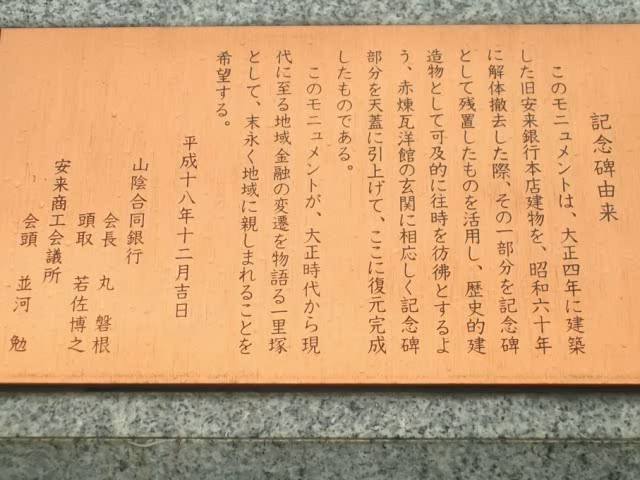 記念碑由来
このモニュメントは、大正四年に建築
した旧安来銀行本店建物を、昭和六十年
に解体撤去した際、その一部分を記念碑
として残置したものを活用し、歴史的建
造物として可及的に往時を彷彿とするよ
う、赤煉瓦洋館の玄関に相応しく記念碑
部分を天蓋に引上げて、ここに復元完成
したものである。
このモニュメントが、大正時代から現
代に至る地域金融の変遷を物語る一里塚
として、末永く地域に親しまれることを
希望する。
平成十八年十二月吉日
山陰合同銀行
会長 丸 磐根
頭取 若佐博之
安来商工会議所
会頭 並河 勉